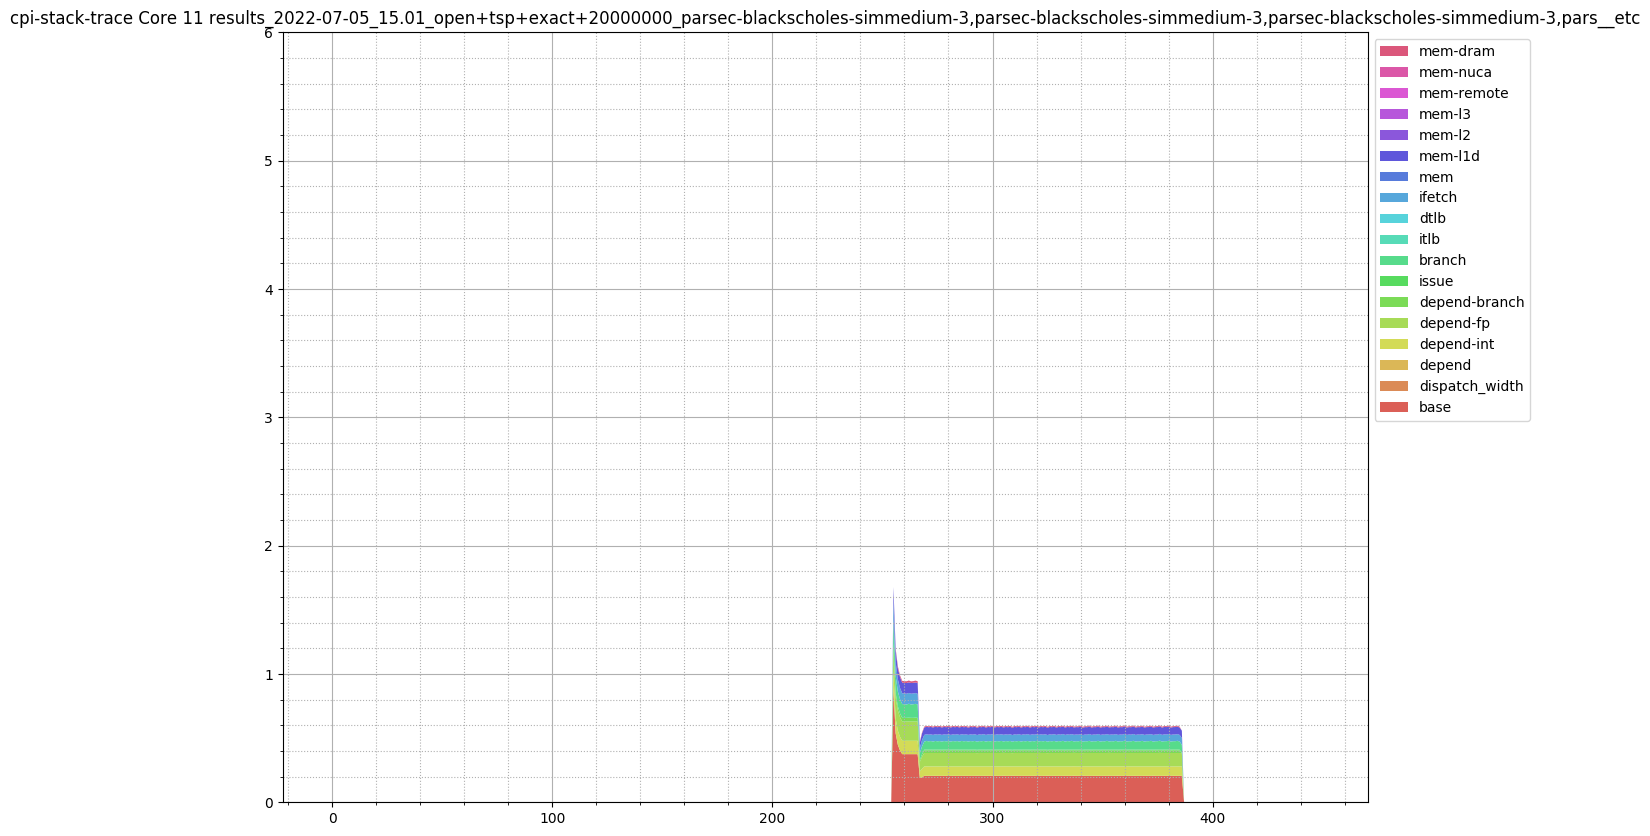 cpi-stack-trace Core 11 results_2022-07-05_15.01_open+tsp+exact+20000000_parsec-blackscholes-simmedium-3,parsec-blackscholes-simmedium-3,parsec-blackscholes-simmedium-3,pars__etc
6
5
4
3
2
1
0
0 100 200 300 400
mem-dram
mem-nuca
mem-remote
mem-l3
mem-l2
mem-l1d
mem
ifetch
dtlb
itlb
branch
issue
depend-branch
depend-fp
depend-int
depend
dispatch_width
base